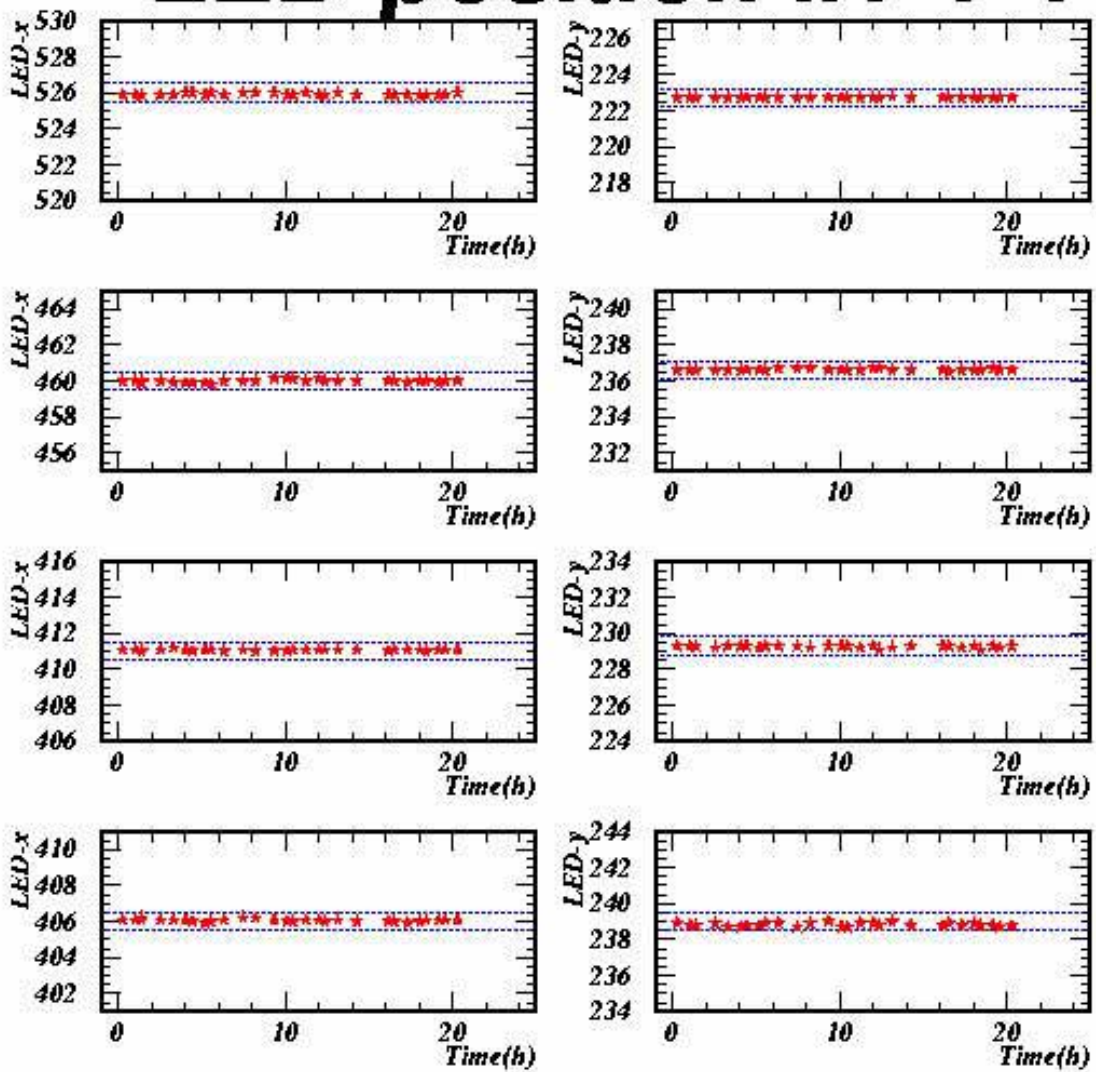 LED position in
LED-x 530 528 526 524 522 520
0 10 20
Time(h)
LED-y 226 224 222 220 218
0 10 20
Time(h)
LED-x 464 462 460 458 456
0 10 20
Time(h)
LED-y 240 238 236 234 232
0 10 20
Time(h)
LED-x 416 414 412 410 408 406
0 10 20
Time(h)
LED-y 234 232 230 228 226 224
0 10 20
Time(h)
LED-x 410 408 406 404 402
0 10 20
Time(h)
LED-y 244 242 240 238 236 234
0 10 20
Time(h)